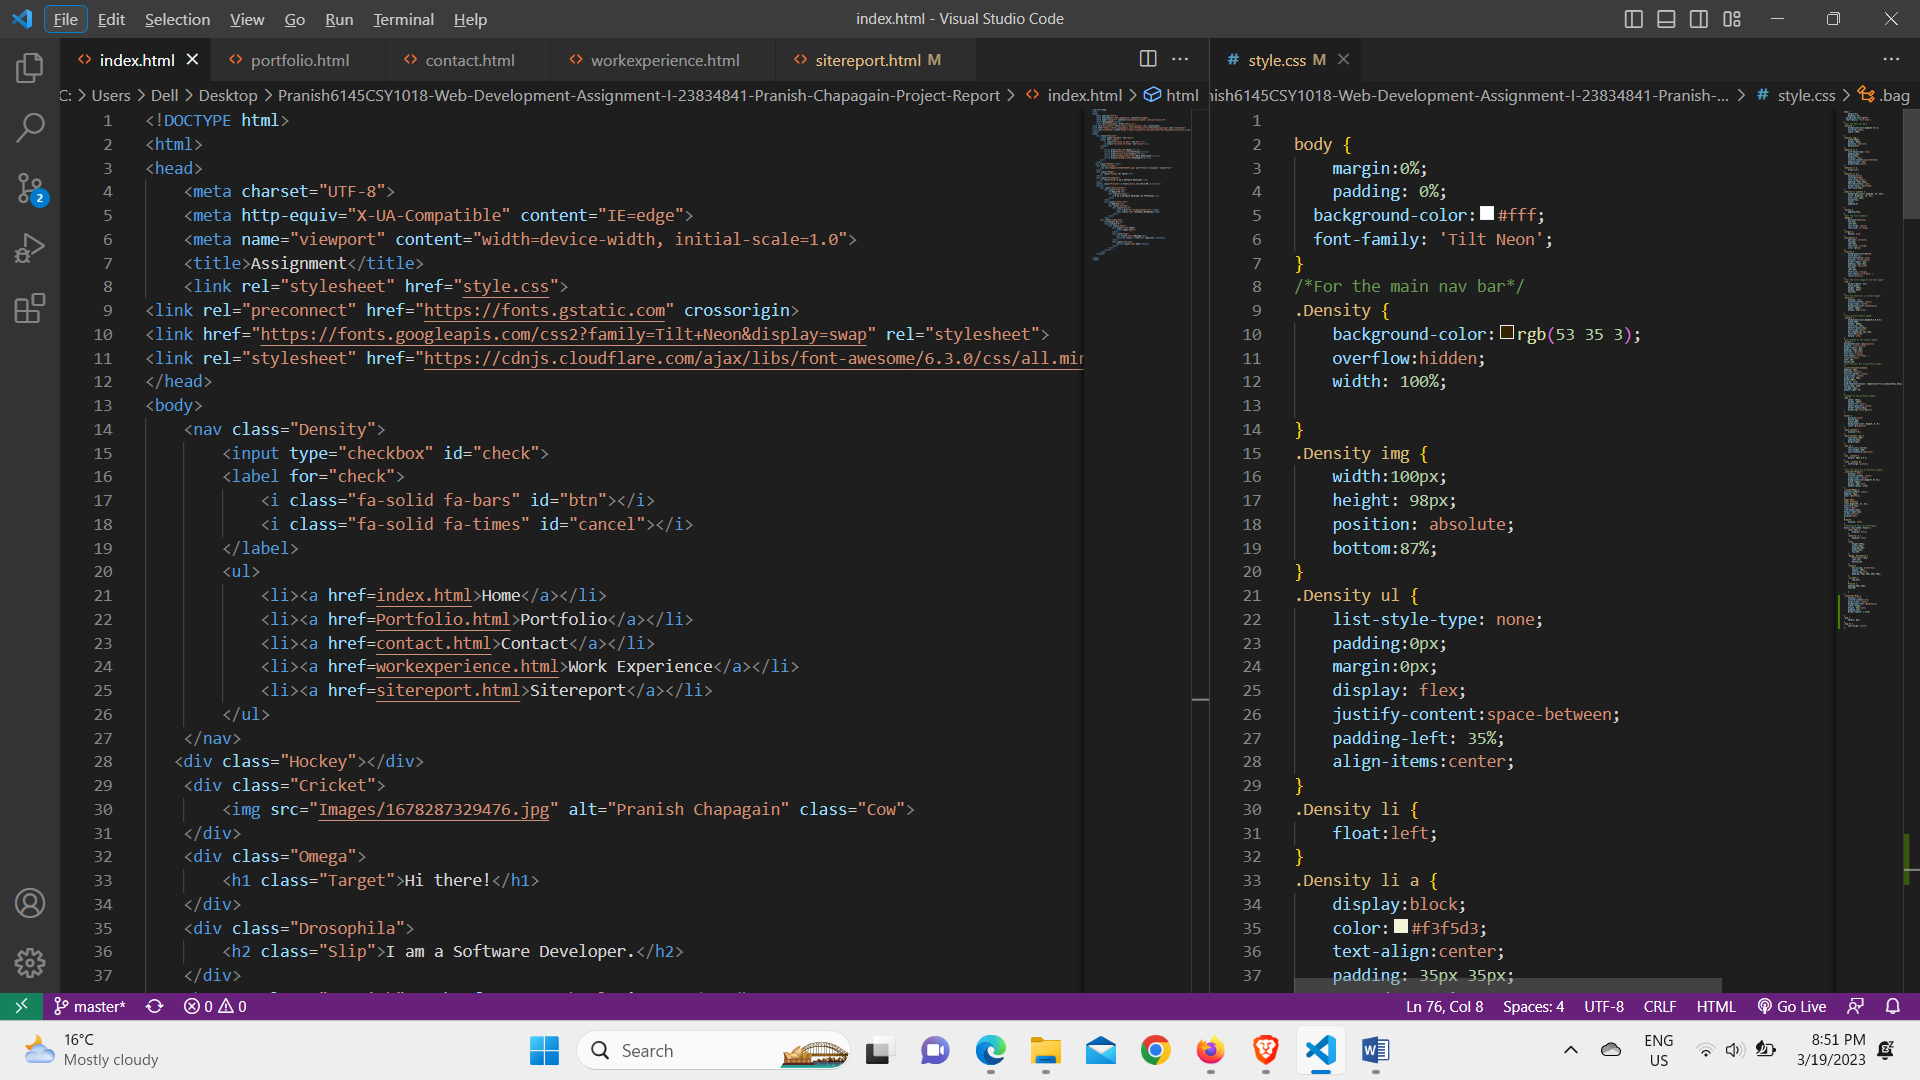 File Edit Selection View Go Run Terminal Help
index.html - Visual Studio Code
index.html portfolio.html contact.html workexperience.html sitereport.html M
C: > Users > Dell > Desktop > Pranish6145CSY1018-Web-Development-Assignment-I-23834841-Pranish-Chapagain-Project-Report > index.html > html
1 <!DOCTYPE html>
2 <html>
3 <head>
4 <meta charset="UTF-8">
5 <meta http-equiv="X-UA-Compatible" content="IE=edge">
6 <meta name="viewport" content="width=device-width, initial-scale=1.0">
7 <title>Assignment</title>
8 <link rel="stylesheet" href="style.css">
9 <link rel="preconnect" href="https://fonts.gstatic.com" crossorigin>
10 <link href="https://fonts.googleapis.com/css2?family=Tilt+Neon&display=swap" rel="stylesheet">
11 <link rel="stylesheet" href="https://cdnjs.cloudflare.com/ajax/libs/font-awesome/6.3.0/css/all.min
12 </head>
13 <body>
14 <nav class="Density">
15 <input type="checkbox" id="check">
16 <label for="check">
17 <i class="fa-solid fa-bars" id="btn"></i>
18 <i class="fa-solid fa-times" id="cancel"></i>
19 </label>
20 <ul>
21 <li><a href=index.html>Home</a></li>
22 <li><a href=Portfolio.html>Portfolio</a></li>
23 <li><a href=contact.html>Contact</a></li>
24 <li><a href=workexperience.html>Work Experience</a></li>
25 <li><a href=sitereport.html>Sitereport</a></li>
26 </ul>
27 </nav>
28 <div class="Hockey"></div>
29 <div class="Cricket">
30 <img src="Images/1678287329476.jpg" alt="Pranish Chapagain" class="Cow">
31 </div>
32 <div class="Omega">
33 <h1 class="Target">Hi there!</h1>
34 </div>
35 <div class="Drosophila">
36 <h2 class="Slip">I am a Software Developer.</h2>
37 </div>
# style.css M
nish6145CSY1018-Web-Development-Assignment-I-23834841-Pranish-... > # style.css > .bag
1
2 body {
3 margin:0%;
4 padding: 0%;
5 background-color:#fff;
6 font-family: 'Tilt Neon';
7 }
8 /*For the main nav bar*/
9 .Density {
10 background-color:rgb(53 35 3);
11 overflow:hidden;
12 width: 100%;
13
14 }
15 .Density img {
16 width:100px;
17 height: 98px;
18 position: absolute;
19 bottom:87%;
20 }
21 .Density ul {
22 list-style-type: none;
23 padding:0px;
24 margin:0px;
25 display: flex;
26 justify-content:space-between;
27 padding-left: 35%;
28 align-items:center;
29 }
30 .Density li {
31 float:left;
32 }
33 .Density li a {
34 display:block;
35 color:#f3f5d3;
36 text-align:center;
37 padding: 35px 35px;
2
master* 0 0 Ln 76, Col 8 Spaces: 4 UTF-8 CRLF HTML Go Live
16°C
Mostly cloudy
Search
ENG
US
8:51 PM
3/19/2023